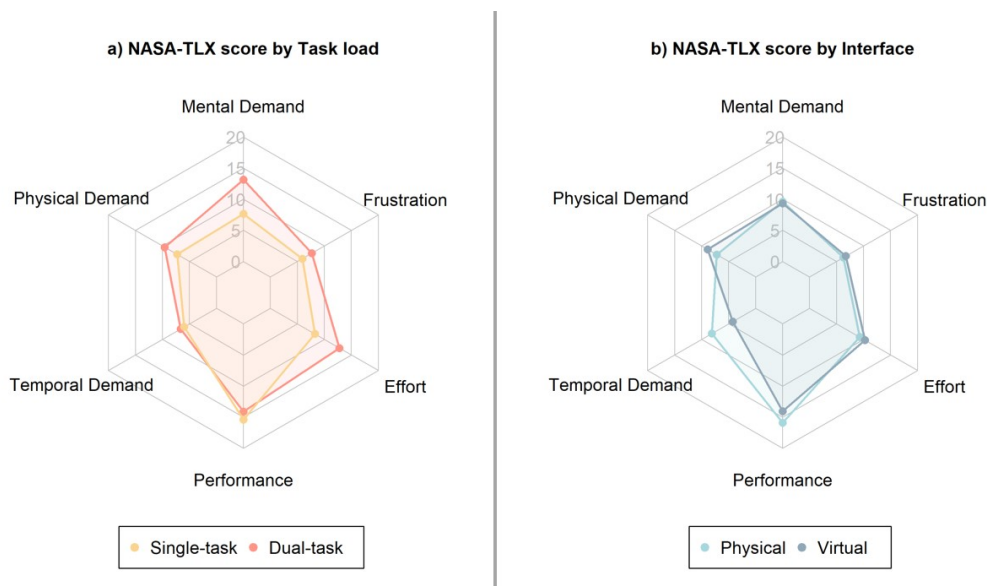 a) NASA-TLX score by Task load
Mental Demand
20
15
10
5
0
Physical Demand
Frustration
Temporal Demand
Effort
Performance
Single-task
Dual-task
b) NASA-TLX score by Interface
Mental Demand
20
15
10
5
0
Physical Demand
Frustration
Temporal Demand
Effort
Performance
Physical
Virtual